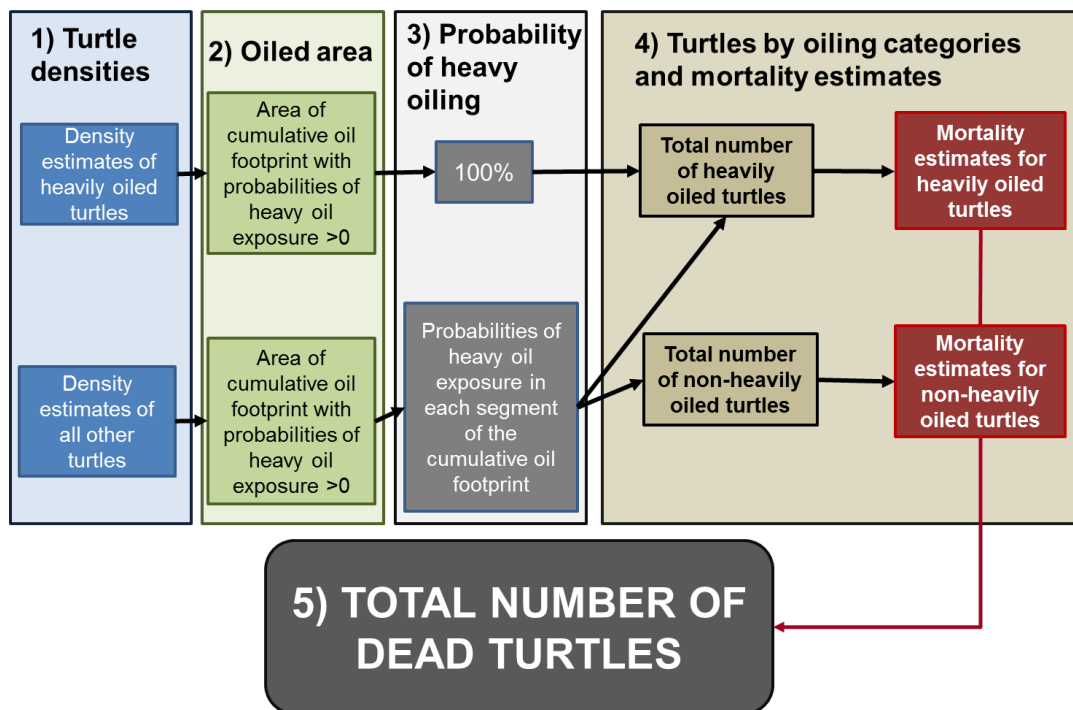 1) Turtle
densities
2) Oiled area
3) Probability
of heavy
oiling
4) Turtles by oiling categories
and mortality estimates
Density
estimates of
heavily oiled
turtles
Area of
cumulative oil
footprint with
probabilities of
heavy oil
exposure >0
100%
Total number
of heavily
oiled turtles
Mortality
estimates for
heavily oiled
turtles
Density
estimates of
all other
turtles
Area of
cumulative oil
footprint with
probabilities of
heavy oil
exposure >0
Probabilities of
heavy oil
exposure in
each segment
of the
cumulative oil
footprint
Total number
of non-heavily
oiled turtles
Mortality
estimates for
non-heavily
oiled turtles
5) TOTAL NUMBER OF
DEAD TURTLES